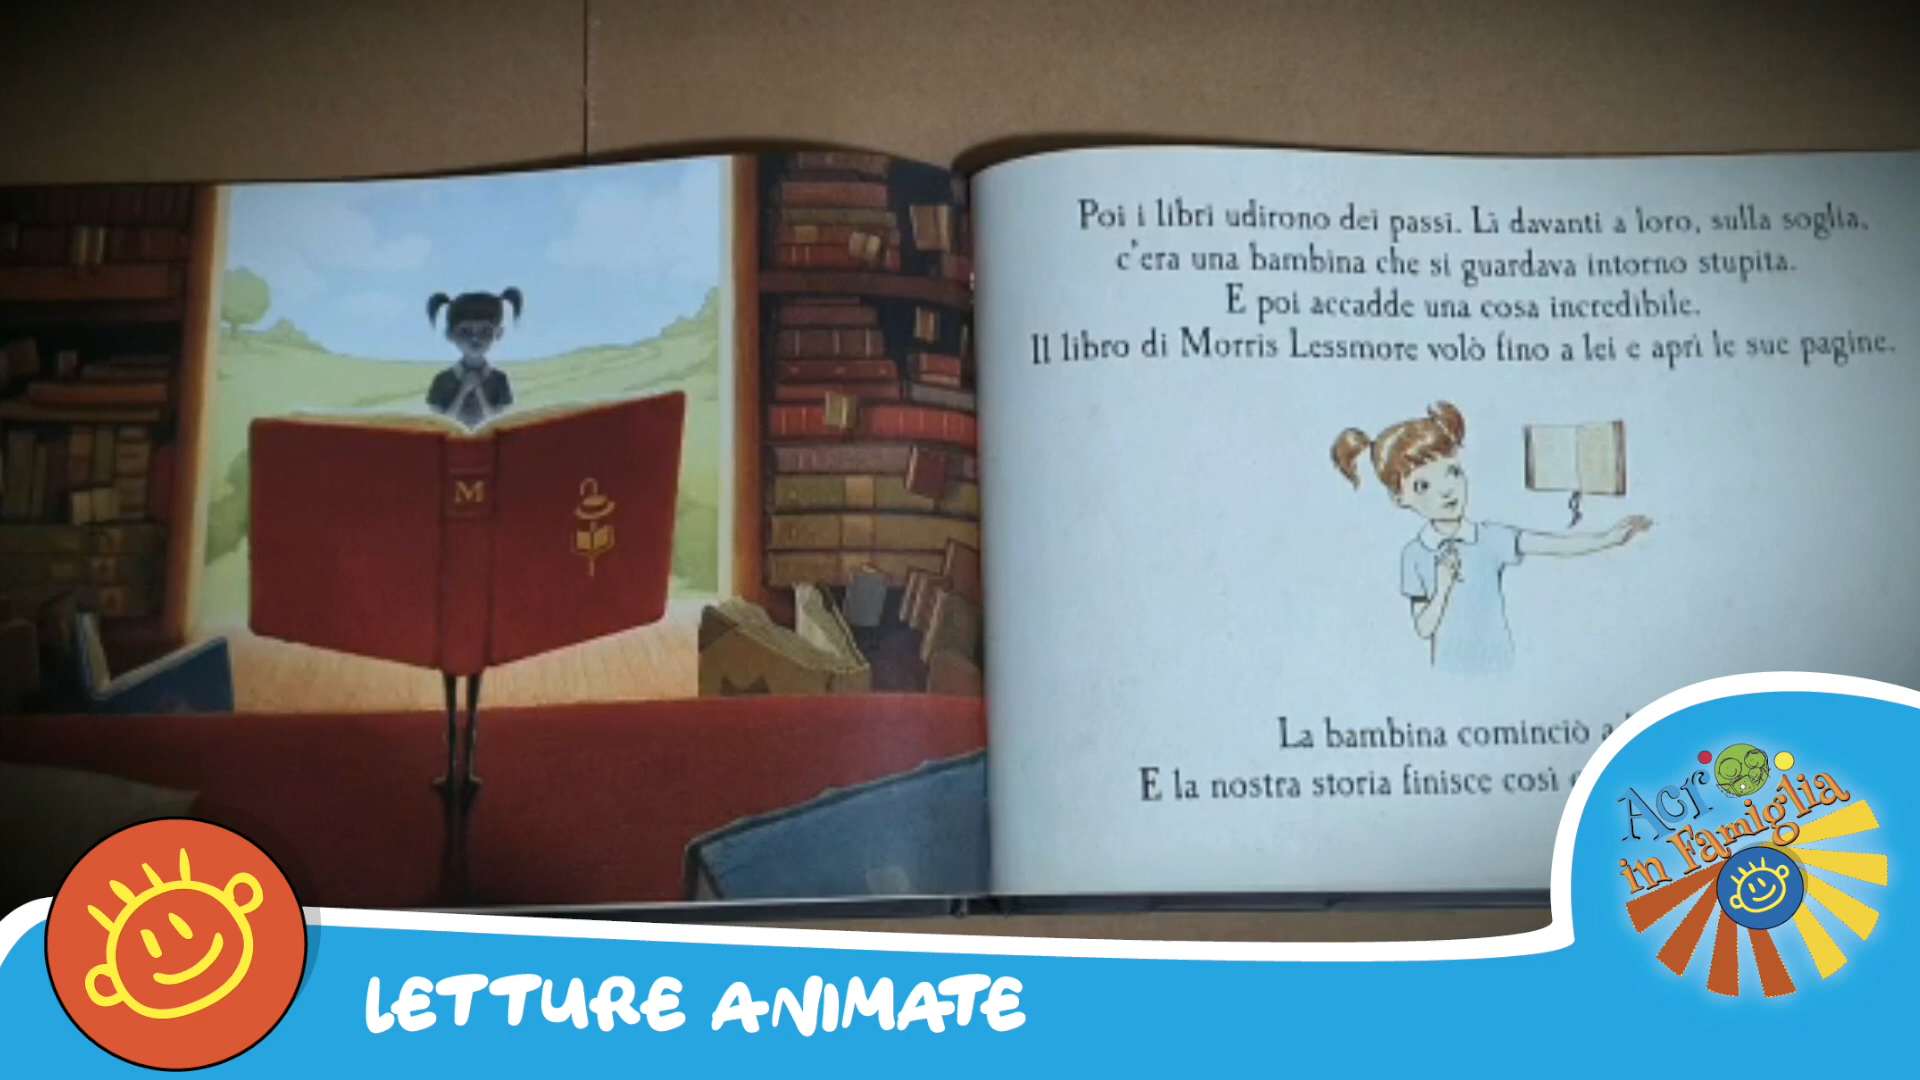 M
Poi i libri udirono dei passi. Lì davanti a loro, sulla soglia,
c'era una bambina che si guardava intorno stupita.
E poi accadde una cosa incredibile.
Il libro di Morris Lessmore volò fino a lei e aprì le sue pagine.
La bambina cominciò a
E la nostra storia finisce così
Acr
in Famiglia
LETTURE ANIMATE